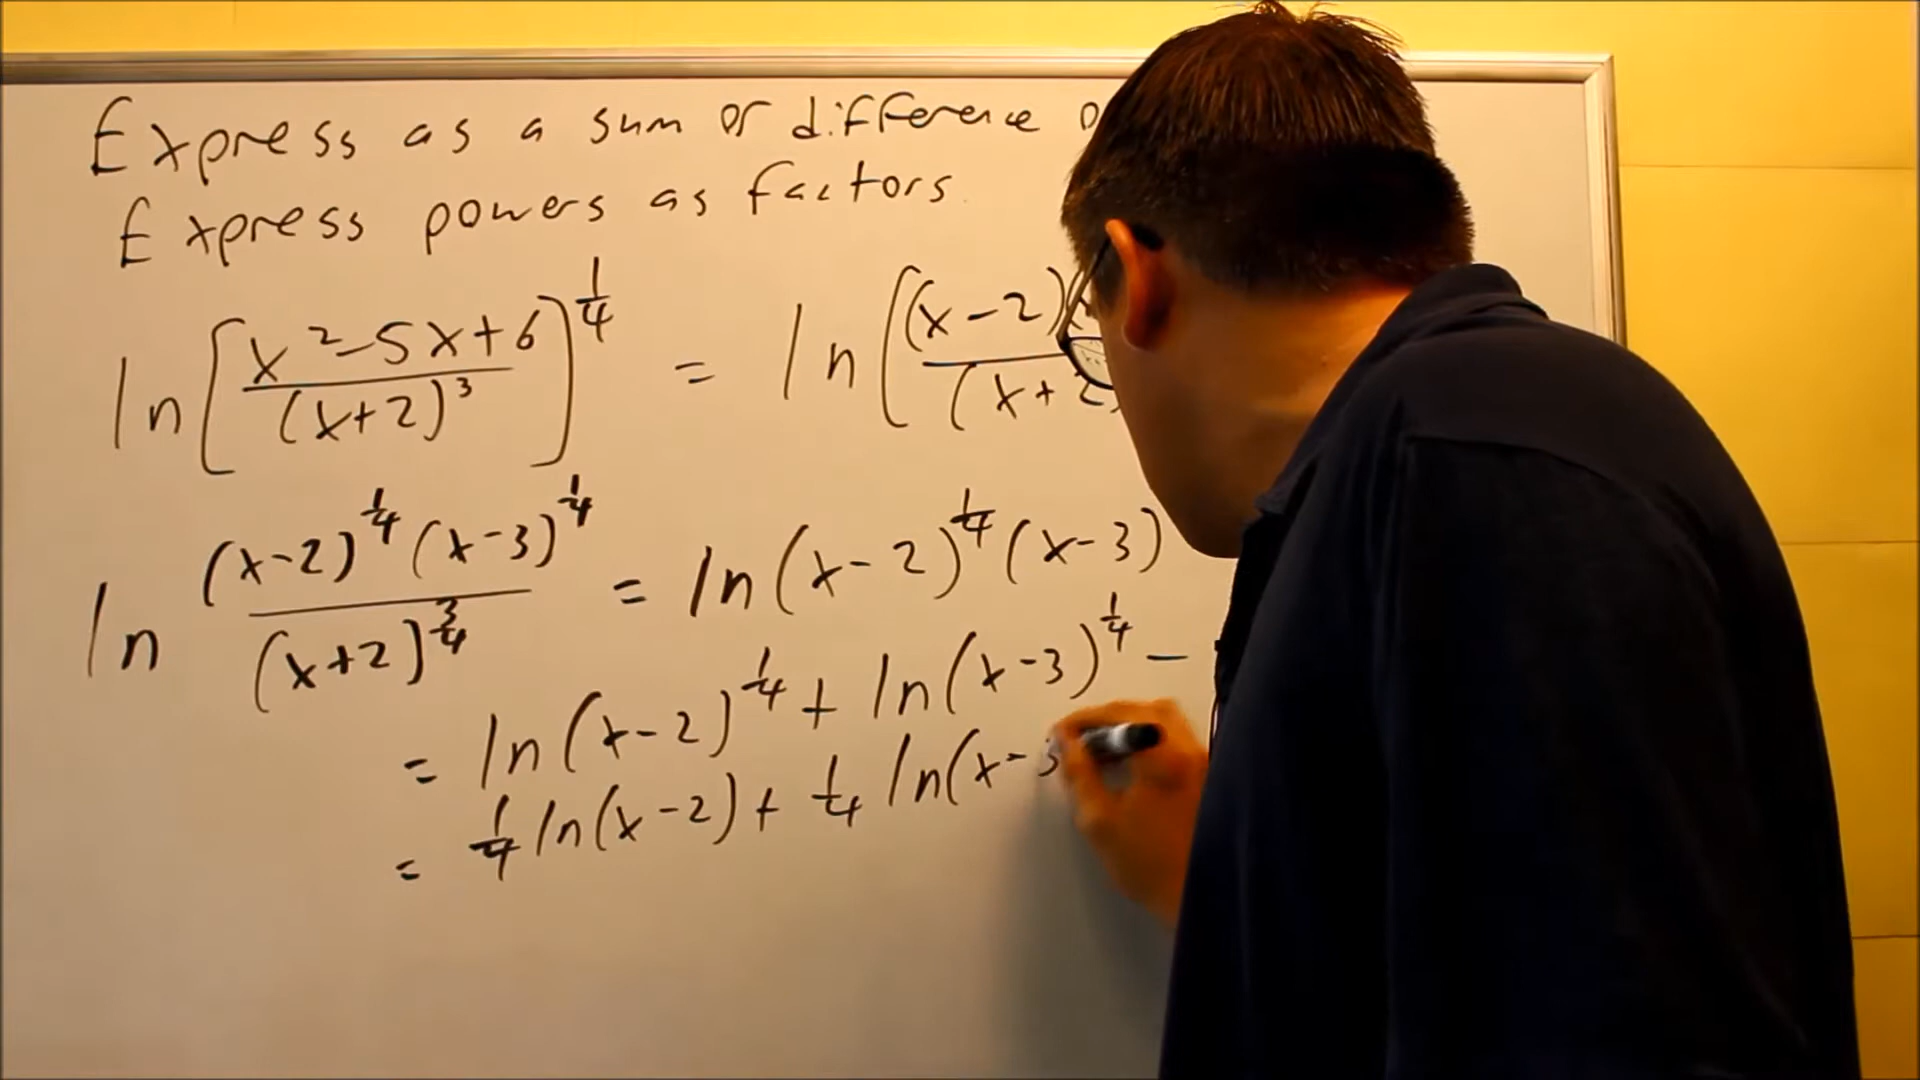 Express as a sum or difference
Express powers as factors.
ln[(x²-5x+6)/(x+2)³]^(1/4) = ln[(x-2)/(x+2)
ln (x-2)^(1/4)(x-3)^(1/4)/(x+2)^(3/4) = ln(x-2)^(1/4)(x-3)
= ln(x-2)^(1/4) + ln(x-3)^(1/4) -
= 1/4 ln(x-2) + 1/4 ln(x-3